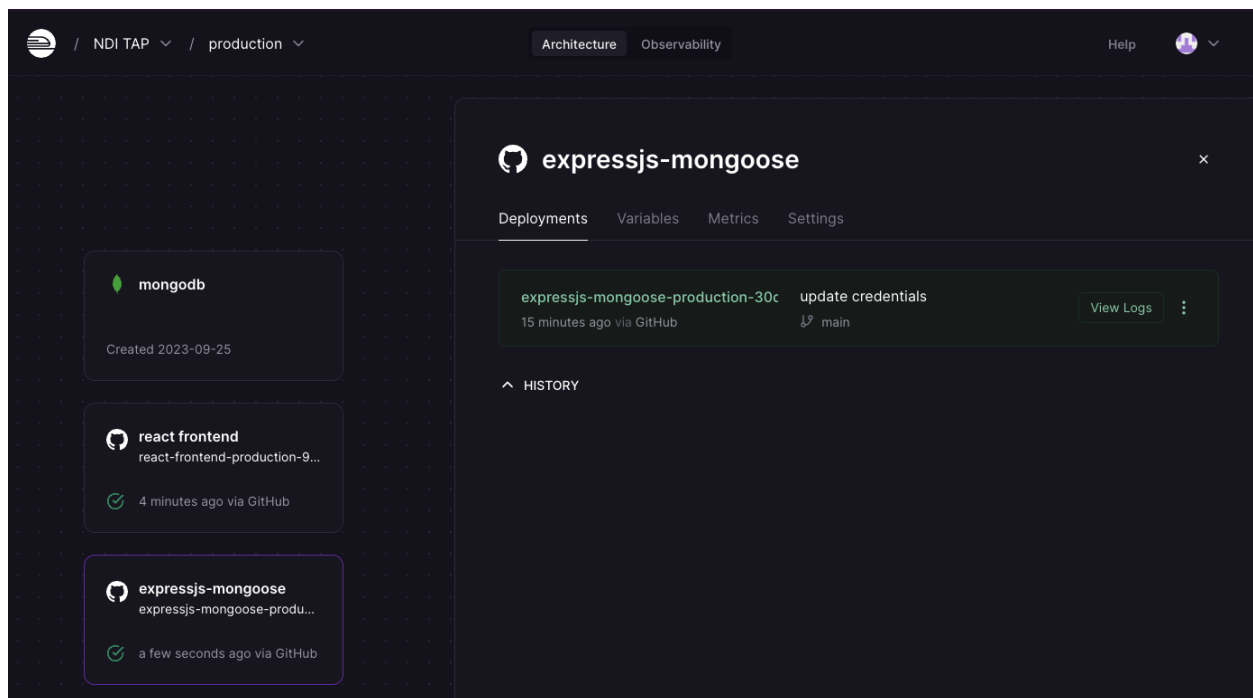 / NDI TAP / production
Architecture Observability
Help
mongodb
Created 2023-09-25
react frontend
react-frontend-production-9...
4 minutes ago via GitHub
expressjs-mongoose
expressjs-mongoose-produ...
a few seconds ago via GitHub
expressjs-mongoose
Deployments Variables Metrics Settings
expressjs-mongoose-production-30c
15 minutes ago via GitHub
update credentials
main
View Logs
HISTORY